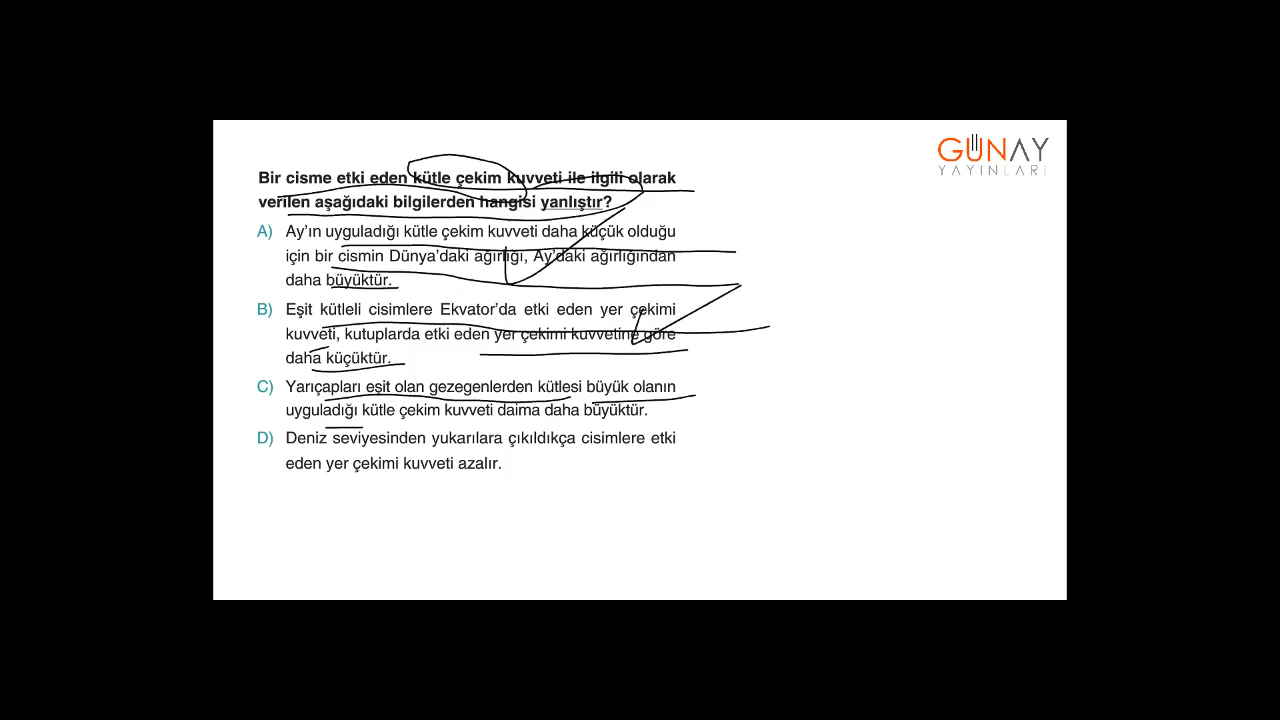 GÜNAY
YAYINLARI
Bir cisme etki eden kütle çekim kuvveti ile ilgili olarak
verilen aşağıdaki bilgilerden hangisi yanlıştır?
A) Ay'ın uyguladığı kütle çekim kuvveti daha küçük olduğu
için bir cismin Dünya'daki ağırlığı, Ay'daki ağırlığından
daha büyüktür.
B) Eşit kütleli cisimlere Ekvator'da etki eden yer çekimi
kuvveti, kutuplarda etki eden yer çekimi kuvvetine göre
daha küçüktür.
C) Yarıçapları eşit olan gezegenlerden kütlesi büyük olanın
uyguladığı kütle çekim kuvveti daima daha büyüktür.
D) Deniz seviyesinden yukarılara çıkıldıkça cisimlere etki
eden yer çekimi kuvveti azalır.